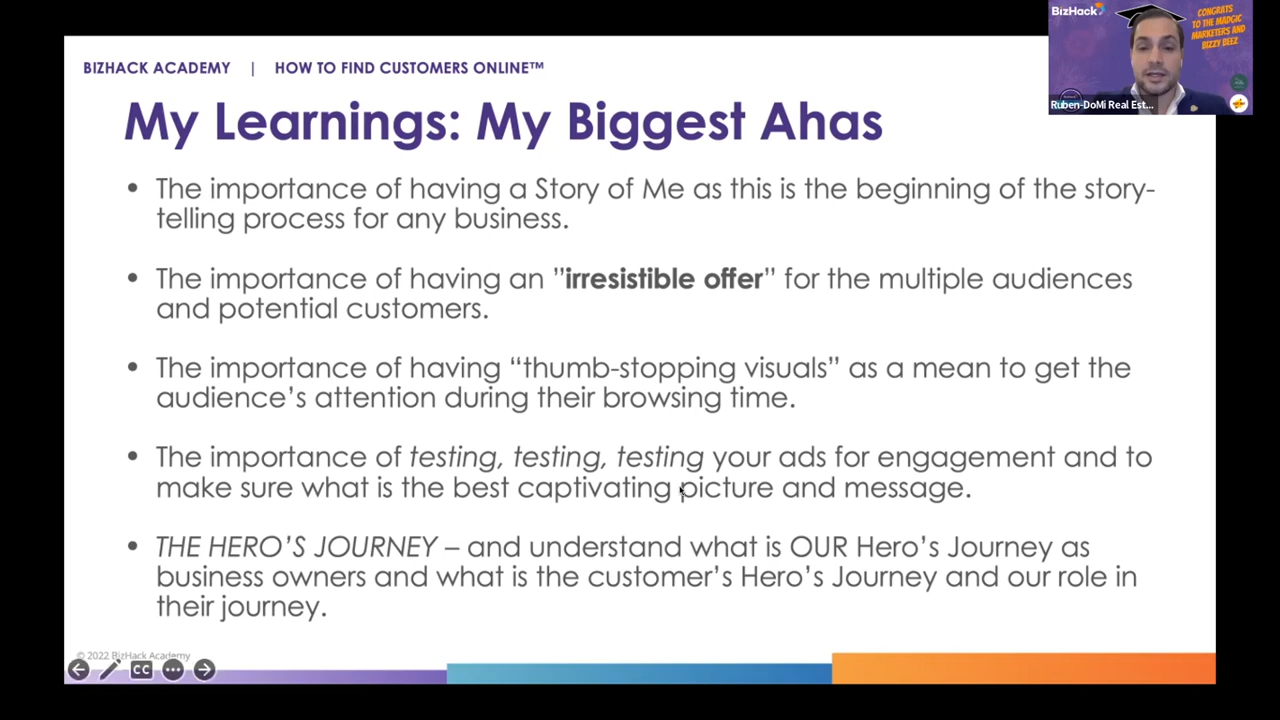 BIZHACK ACADEMY | HOW TO FIND CUSTOMERS ONLINE™
My Learnings: My Biggest Ahas
• The importance of having a Story of Me as this is the beginning of the story-
telling process for any business.
• The importance of having an ”irresistible offer” for the multiple audiences
and potential customers.
• The importance of having “thumb-stopping visuals” as a mean to get the
audience’s attention during their browsing time.
• The importance of testing, testing, testing your ads for engagement and to
make sure what is the best captivating picture and message.
• THE HERO’S JOURNEY – and understand what is OUR Hero’s Journey as
business owners and what is the customer’s Hero’s Journey and our role in
their journey.
© 2022 BizHack Academy
CC
BizHack
CONGRATS
TO THE MADGIC
MARKETERS AND
BIZZY BEEZ
Ruben-DoMi Real Est...